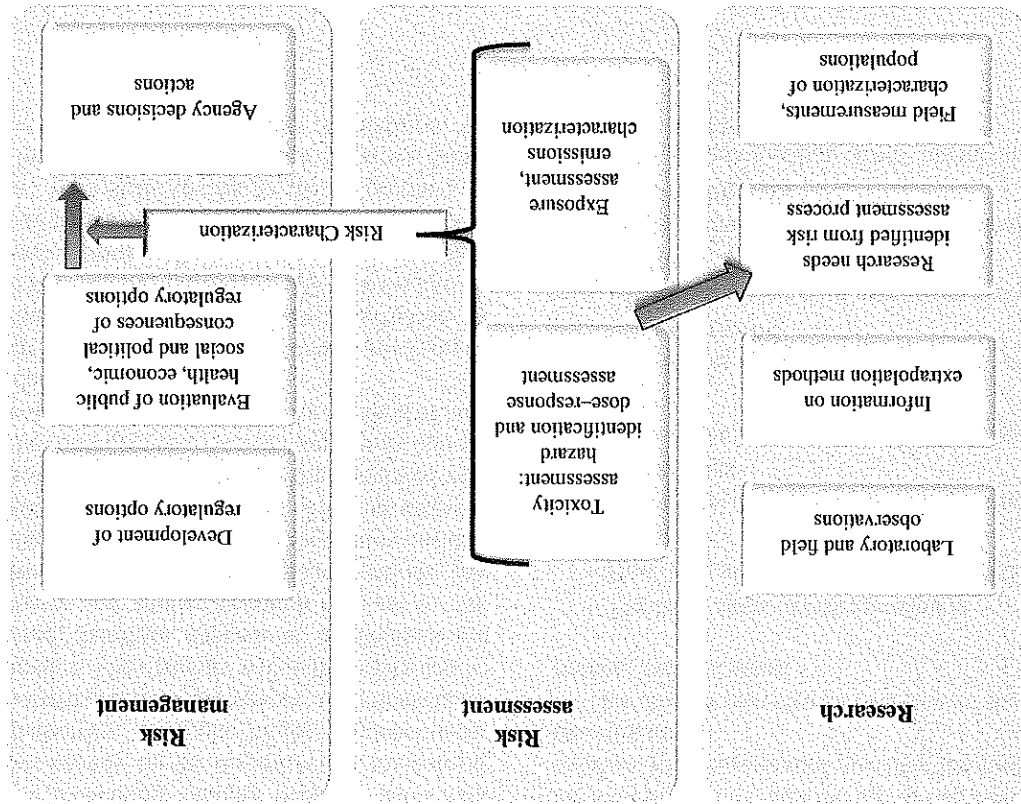 Research
Laboratory and field
observations
Information on
extrapolation methods
Research needs
identified from risk
assessment process
Field measurements,
characterization of
populations
Risk
assessment
Toxicity
assessment:
hazard
identification and
dose–response
assessment
Exposure
assessment,
emissions
characterization
Risk Characterization
Risk
management
Development of
regulatory options
Evaluation of public
health, economic,
social and political
consequences of
regulatory options
Agency decisions and
actions